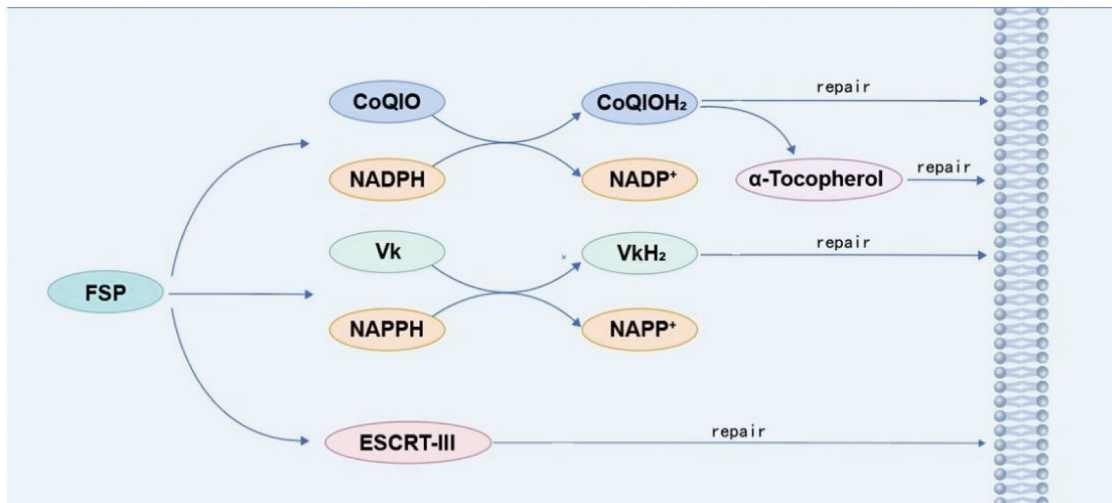 CoQIO
CoQIOH₂
repair
NADPH
NADP⁺
α-Tocopherol
repair
Vk
VkH₂
repair
FSP
NAPPH
NAPP⁺
ESCRT-III
repair